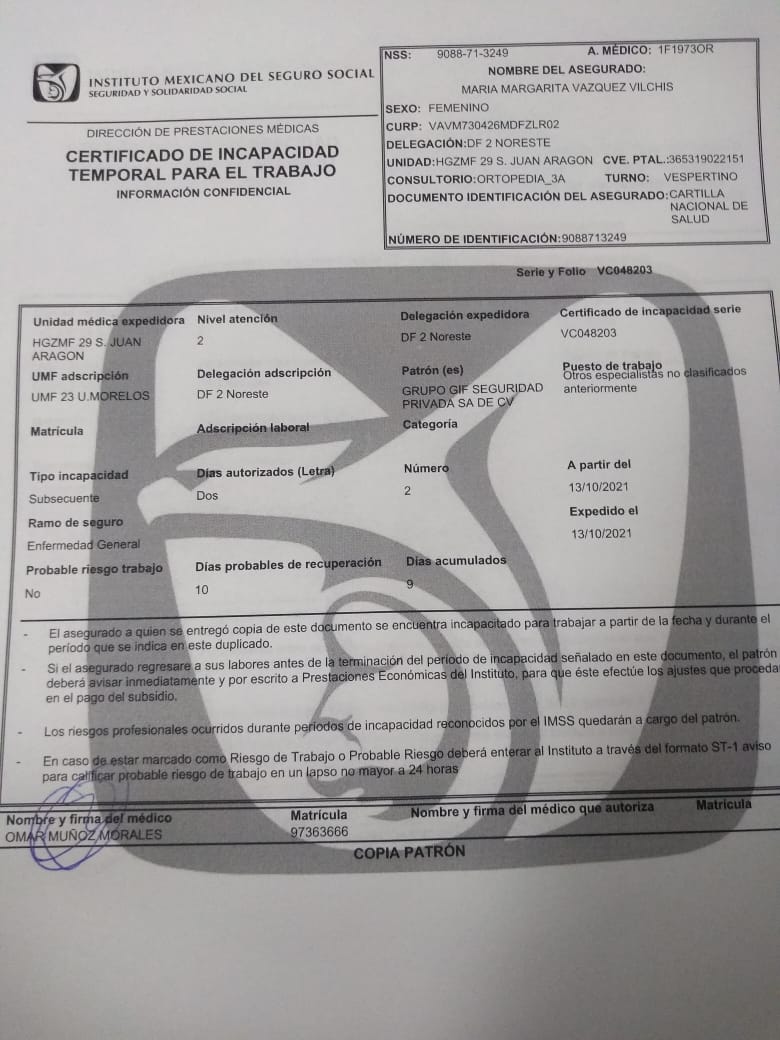 INSTITUTO MEXICANO DEL SEGURO SOCIAL
SEGURIDAD Y SOLIDARIDAD SOCIAL
DIRECCIÓN DE PRESTACIONES MÉDICAS
CERTIFICADO DE INCAPACIDAD
TEMPORAL PARA EL TRABAJO
INFORMACIÓN CONFIDENCIAL
NSS: 9088-71-3249 A. MÉDICO: 1F1973OR
NOMBRE DEL ASEGURADO:
MARIA MARGARITA VAZQUEZ VILCHIS
SEXO: FEMENINO
CURP: VAVM730426MDFZLR02
DELEGACIÓN:DF 2 NORESTE
UNIDAD:HGZMF 29 S. JUAN ARAGON CVE. PTAL.:365319022151
CONSULTORIO:ORTOPEDIA_3A TURNO: VESPERTINO
DOCUMENTO IDENTIFICACIÓN DEL ASEGURADO:CARTILLA
NACIONAL DE
SALUD
NÚMERO DE IDENTIFICACIÓN:9088713249
Serie y Folio VC048203
Unidad médica expedidora Nivel atención Delegación expedidora Certificado de incapacidad serie
HGZMF 29 S. JUAN 2 DF 2 Noreste VC048203
ARAGON
UMF adscripción Delegación adscripción Patrón (es) Puesto de trabajo
UMF 23 U.MORELOS DF 2 Noreste GRUPO GIF SEGURIDAD Otros especialistas no clasificados
PRIVADA SA DE CV anteriormente
Matrícula Adscripción laboral Categoría
Tipo incapacidad Días autorizados (Letra) Número A partir del
Subsecuente Dos 2 13/10/2021
Ramo de seguro Expedido el
Enfermedad General 13/10/2021
Probable riesgo trabajo Días probables de recuperación Días acumulados
No 10 9
- El asegurado a quien se entregó copia de este documento se encuentra incapacitado para trabajar a partir de la fecha y durante el
período que se indica en este duplicado.
- Si el asegurado regresare a sus labores antes de la terminación del período de incapacidad señalado en este documento, el patrón
deberá avisar inmediatamente y por escrito a Prestaciones Económicas del Instituto, para que éste efectúe los ajustes que procedan
en el pago del subsidio.
- Los riesgos profesionales ocurridos durante periodos de incapacidad reconocidos por el IMSS quedarán a cargo del patrón.
- En caso de estar marcado como Riesgo de Trabajo o Probable Riesgo deberá enterar al Instituto a través del formato ST-1 aviso
para calificar probable riesgo de trabajo en un lapso no mayor a 24 horas
Nombre y firma del médico Matrícula Nombre y firma del médico que autoriza Matrícula
OMAR MUÑOZ MORALES 97363666
COPIA PATRÓN